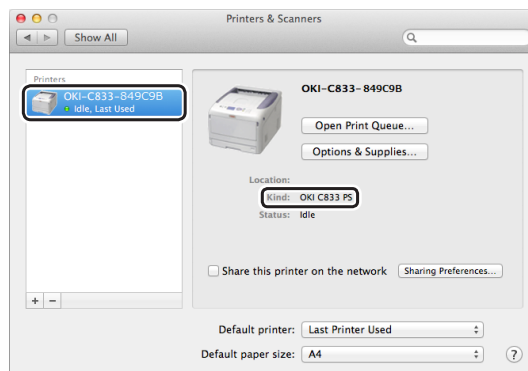 Printers & Scanners
Show All
Printers
OKI-C833-849C9B
Idle, Last Used
OKI-C833-849C9B
Open Print Queue...
Options & Supplies...
Location:
Kind: OKI C833 PS
Status: Idle
Share this printer on the network Sharing Preferences...
+ −
Default printer: Last Printer Used
Default paper size: A4 ?